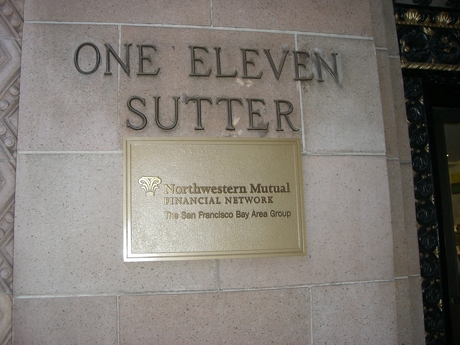 ONE ELEVEN
SUTTER
Northwestern Mutual
FINANCIAL NETWORK
The San Francisco Bay Area Group